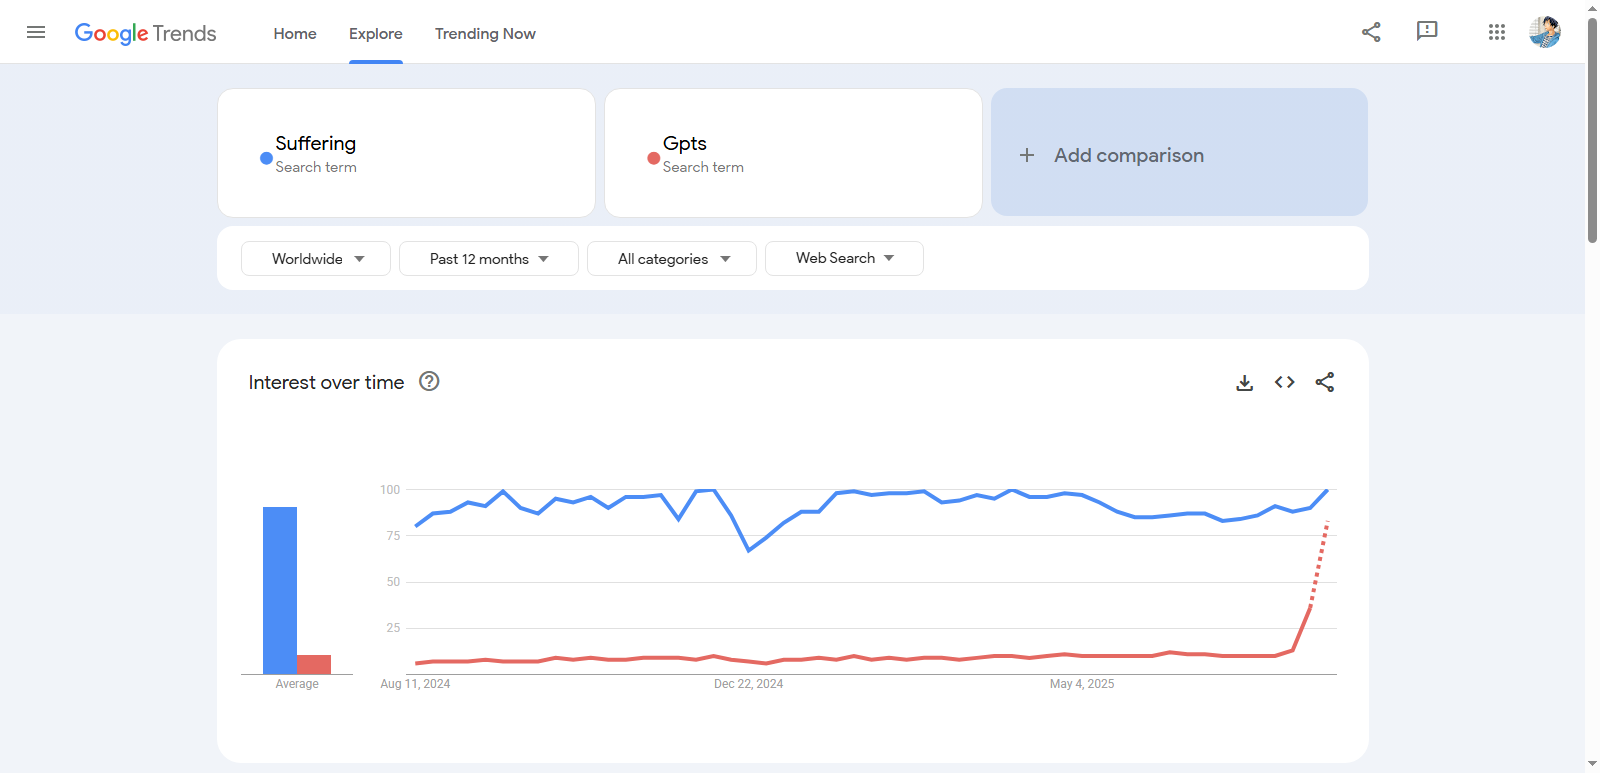 Google Trends Home Explore Trending Now
Suffering
Search term
Gpts
Search term
+ Add comparison
Worldwide Past 12 months All categories Web Search
Interest over time ?
100
75
50
25
Average
Aug 11, 2024 Dec 22, 2024 May 4, 2025